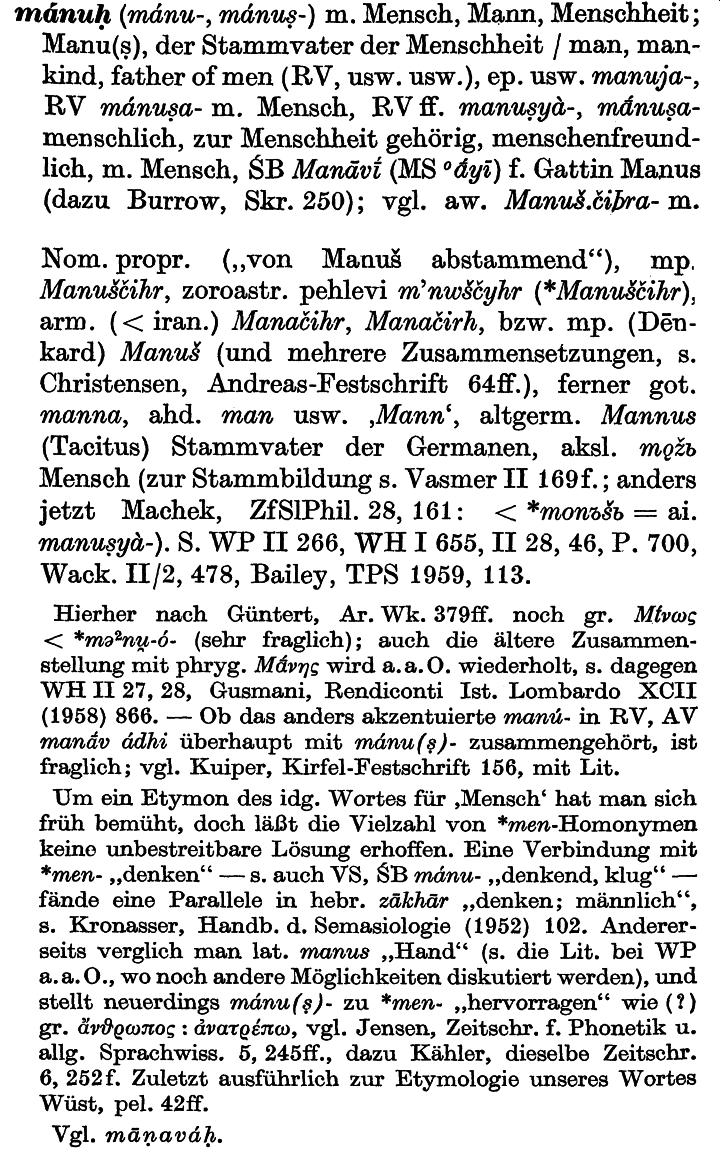 mánuḥ (mánu-, mánuṣ-) m. Mensch, Mann, Menschheit;
Manu(ṣ), der Stammvater der Menschheit / man, man-
kind, father of men (RV, usw. usw.), ep. usw. manuja-,
RV mánuṣa- m. Mensch, RV ff. manuṣyà-, mā́nuṣa-
menschlich, zur Menschheit gehörig, menschenfreund-
lich, m. Mensch, ŚB Manāvī́ (MS °ā́yī) f. Gattin Manus
(dazu Burrow, Skr. 250); vgl. aw. Manuš.čiϑra- m.
Nom. propr. („von Manuš abstammend“), mp.
Manuščihr, zoroastr. pehlevi m’nwščyhr (*Manuščihr),
arm. (< iran.) Manačihr, Manačirh, bzw. mp. (Dēn-
kard) Manuš (und mehrere Zusammensetzungen, s.
Christensen, Andreas-Festschrift 64ff.), ferner got.
manna, ahd. man usw. ‚Mann‘, altgerm. Mannus
(Tacitus) Stammvater der Germanen, aksl. mǫžь
Mensch (zur Stammbildung s. Vasmer II 169f.; anders
jetzt Machek, ZfSlPhil. 28, 161: < *monъšь = ai.
manuṣyà-). S. WP II 266, WH I 655, II 28, 46, P. 700,
Wack. II/2, 478, Bailey, TPS 1959, 113.
Hierher nach Güntert, Ar. Wk. 379ff. noch gr. Μίνως
< *mə²nu̯-ó- (sehr fraglich); auch die ältere Zusammen-
stellung mit phryg. Μάνης wird a.a.O. wiederholt, s. dagegen
WH II 27, 28, Gusmani, Rendiconti Ist. Lombardo XCII
(1958) 866. — Ob das anders akzentuierte manú- in RV, AV
manā́v ádhi überhaupt mit mánu(ṣ)- zusammengehört, ist
fraglich; vgl. Kuiper, Kirfel-Festschrift 156, mit Lit.
Um ein Etymon des idg. Wortes für ‚Mensch‘ hat man sich
früh bemüht, doch läßt die Vielzahl von *men-Homonymen
keine unbestreitbare Lösung erhoffen. Eine Verbindung mit
*men- „denken“ — s. auch VS, ŚB mánu- „denkend, klug“ —
fände eine Parallele in hebr. zākhār „denken; männlich“,
s. Kronasser, Handb. d. Semasiologie (1952) 102. Anderer-
seits verglich man lat. manus „Hand“ (s. die Lit. bei WP
a.a.O., wo noch andere Möglichkeiten diskutiert werden), und
stellt neuerdings mánu(ṣ)- zu *men- „hervorragen“ wie (?)
gr. ἄνϑρωπος : ἀνατρέπω, vgl. Jensen, Zeitschr. f. Phonetik u.
allg. Sprachwiss. 5, 245ff., dazu Kähler, dieselbe Zeitschr.
6, 252f. Zuletzt ausführlich zur Etymologie unseres Wortes
Wüst, pel. 42ff.
Vgl. māṇaváḥ.